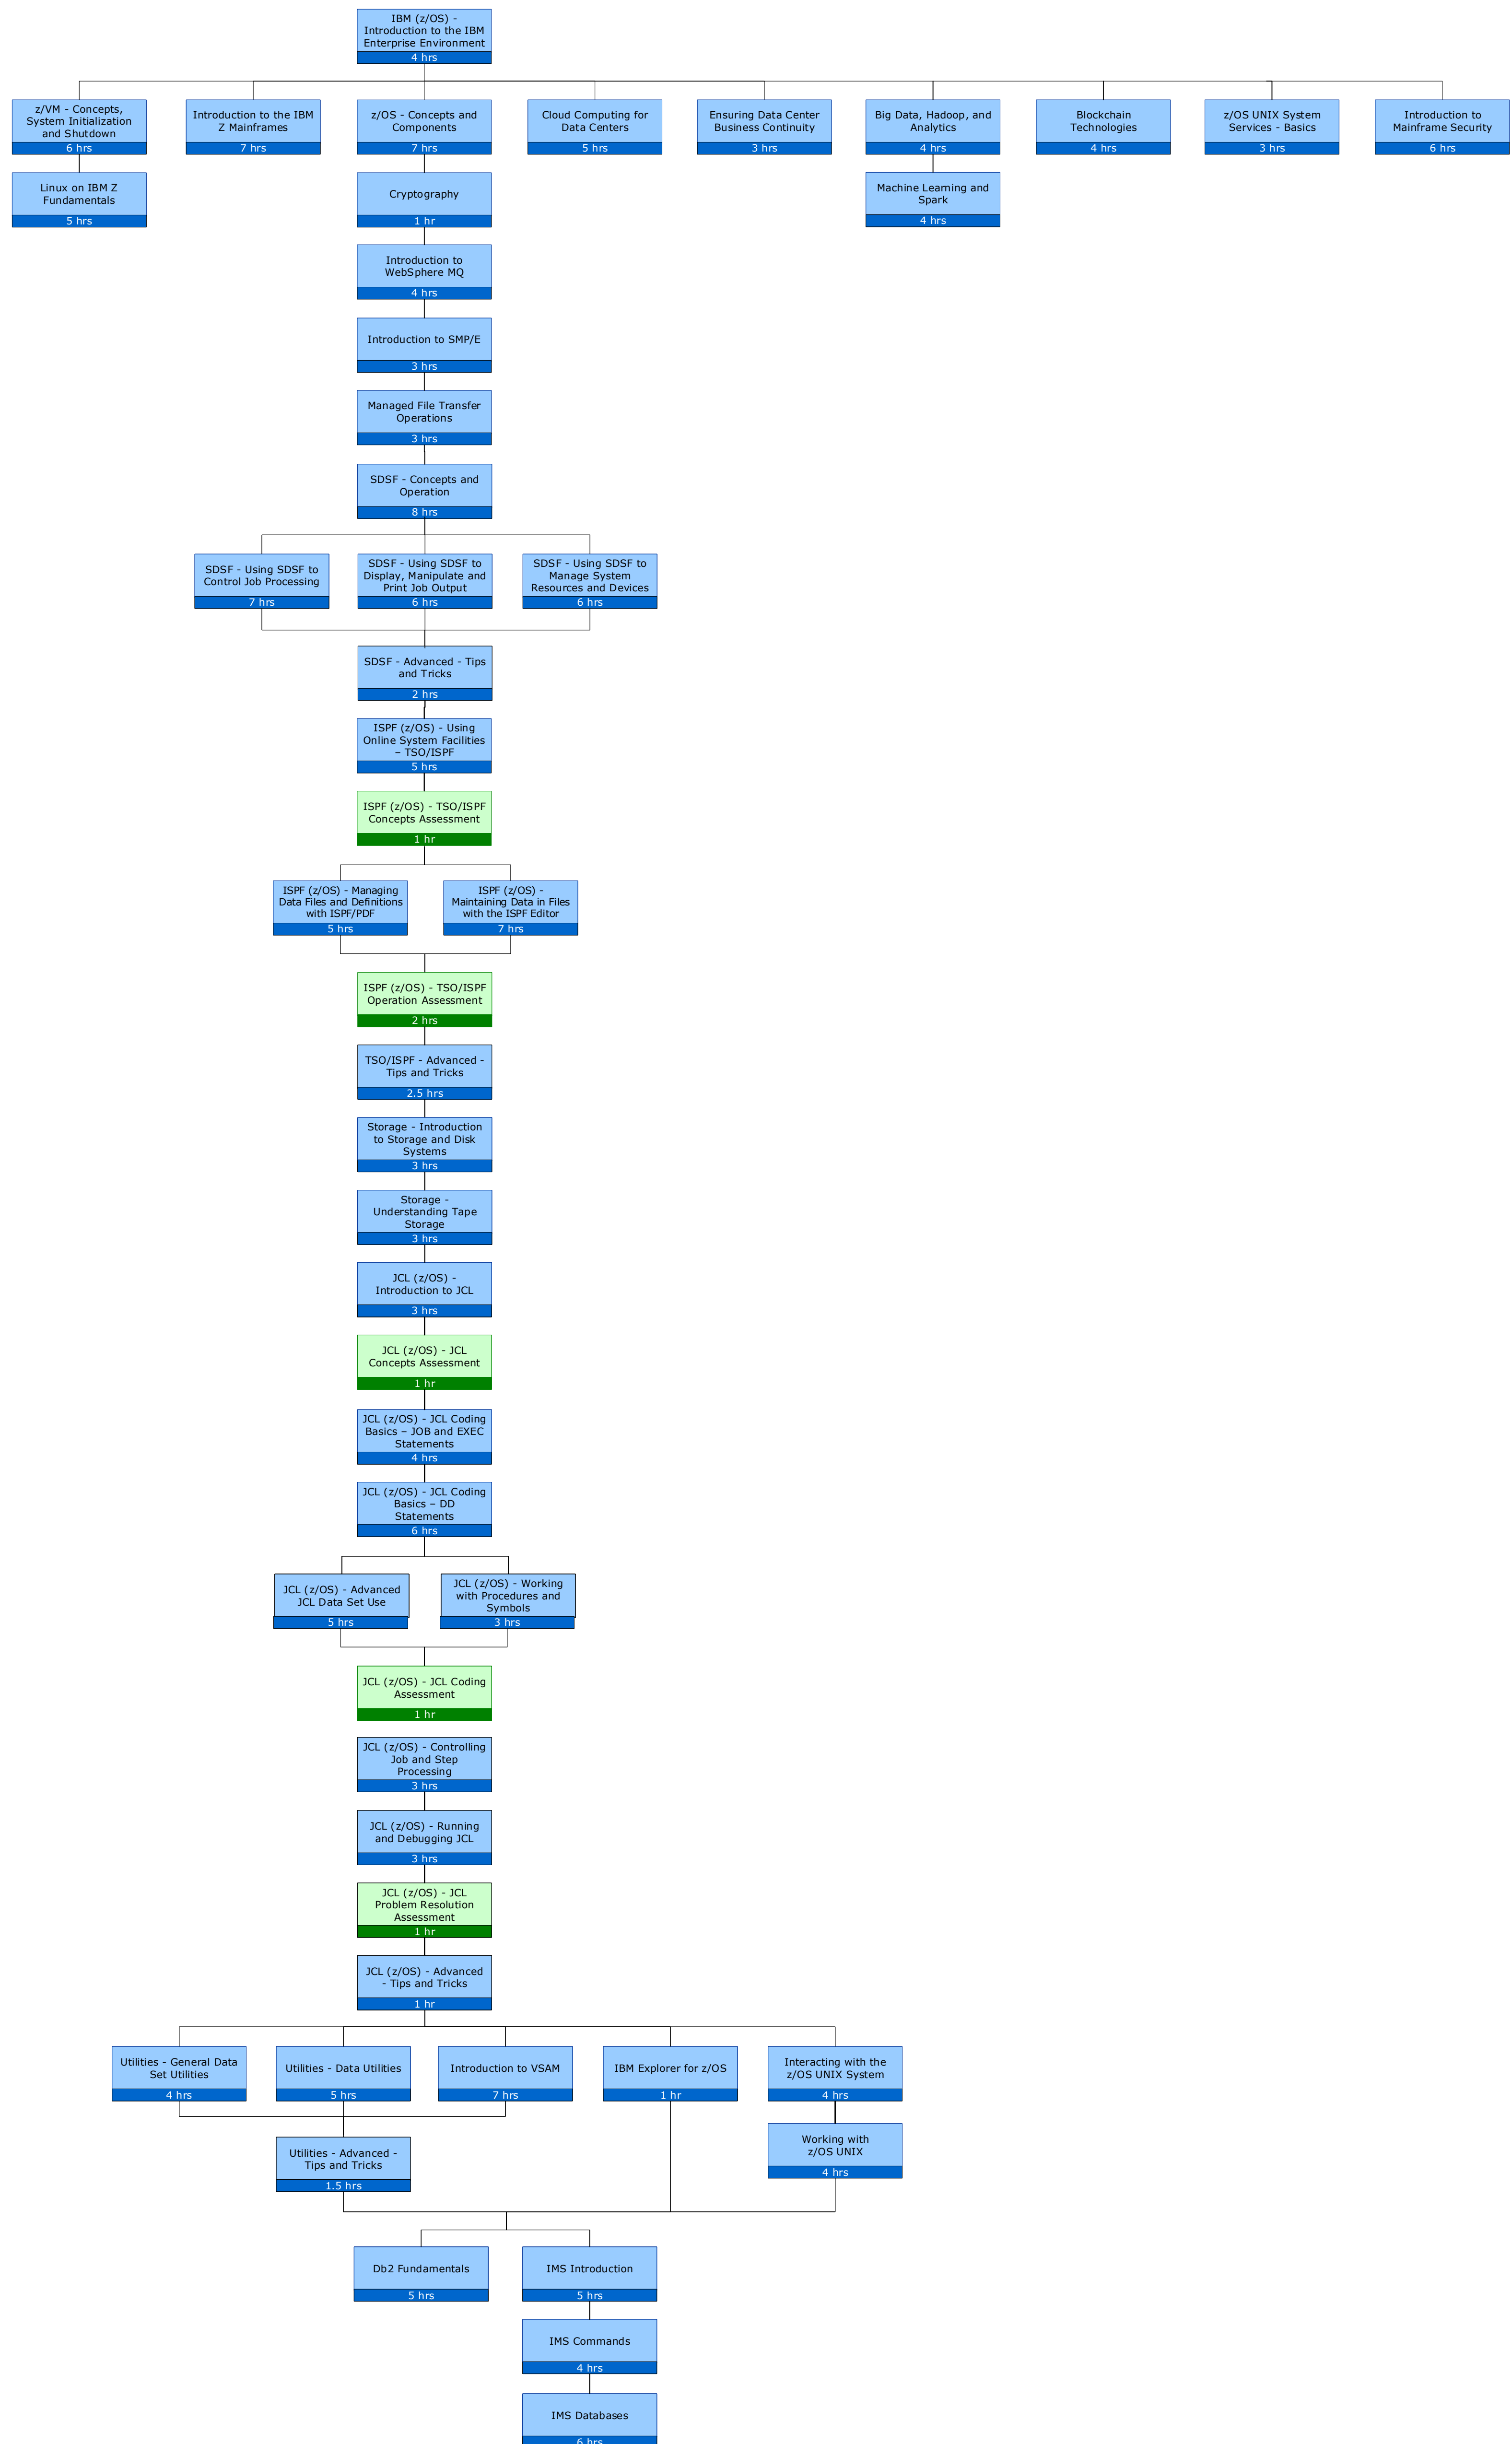 IBM (z/OS) -
Introduction to the IBM
Enterprise Environment
4 hrs
z/VM - Concepts,
System Initialization
and Shutdown
6 hrs
Introduction to the IBM
Z Mainframes
7 hrs
z/OS - Concepts and
Components
7 hrs
Cloud Computing for
Data Centers
5 hrs
Ensuring Data Center
Business Continuity
3 hrs
Big Data, Hadoop, and
Analytics
4 hrs
Blockchain
Technologies
4 hrs
z/OS UNIX System
Services - Basics
3 hrs
Introduction to
Mainframe Security
6 hrs
Linux on IBM Z
Fundamentals
5 hrs
Cryptography
1 hr
Machine Learning and
Spark
4 hrs
Introduction to
WebSphere MQ
4 hrs
Introduction to SMP/E
3 hrs
Managed File Transfer
Operations
3 hrs
SDSF - Concepts and
Operation
8 hrs
SDSF - Using SDSF to
Control Job Processing
7 hrs
SDSF - Using SDSF to
Display, Manipulate and
Print Job Output
6 hrs
SDSF - Using SDSF to
Manage System
Resources and Devices
6 hrs
SDSF - Advanced - Tips
and Tricks
2 hrs
ISPF (z/OS) - Using
Online System Facilities
– TSO/ISPF
5 hrs
ISPF (z/OS) - TSO/ISPF
Concepts Assessment
1 hr
ISPF (z/OS) - Managing
Data Files and Definitions
with ISPF/PDF
5 hrs
ISPF (z/OS) -
Maintaining Data in Files
with the ISPF Editor
7 hrs
ISPF (z/OS) - TSO/ISPF
Operation Assessment
2 hrs
TSO/ISPF - Advanced -
Tips and Tricks
2.5 hrs
Storage - Introduction
to Storage and Disk
Systems
3 hrs
Storage -
Understanding Tape
Storage
3 hrs
JCL (z/OS) -
Introduction to JCL
3 hrs
JCL (z/OS) - JCL
Concepts Assessment
1 hr
JCL (z/OS) - JCL Coding
Basics – JOB and EXEC
Statements
4 hrs
JCL (z/OS) - JCL Coding
Basics – DD
Statements
6 hrs
JCL (z/OS) - Advanced
JCL Data Set Use
5 hrs
JCL (z/OS) - Working
with Procedures and
Symbols
3 hrs
JCL (z/OS) - JCL Coding
Assessment
1 hr
JCL (z/OS) - Controlling
Job and Step
Processing
3 hrs
JCL (z/OS) - Running
and Debugging JCL
3 hrs
JCL (z/OS) - JCL
Problem Resolution
Assessment
1 hr
JCL (z/OS) - Advanced
- Tips and Tricks
1 hr
Utilities - General Data
Set Utilities
4 hrs
Utilities - Data Utilities
5 hrs
Introduction to VSAM
7 hrs
IBM Explorer for z/OS
1 hr
Interacting with the
z/OS UNIX System
4 hrs
Utilities - Advanced -
Tips and Tricks
1.5 hrs
Working with
z/OS UNIX
4 hrs
Db2 Fundamentals
5 hrs
IMS Introduction
5 hrs
IMS Commands
4 hrs
IMS Databases
6 hrs